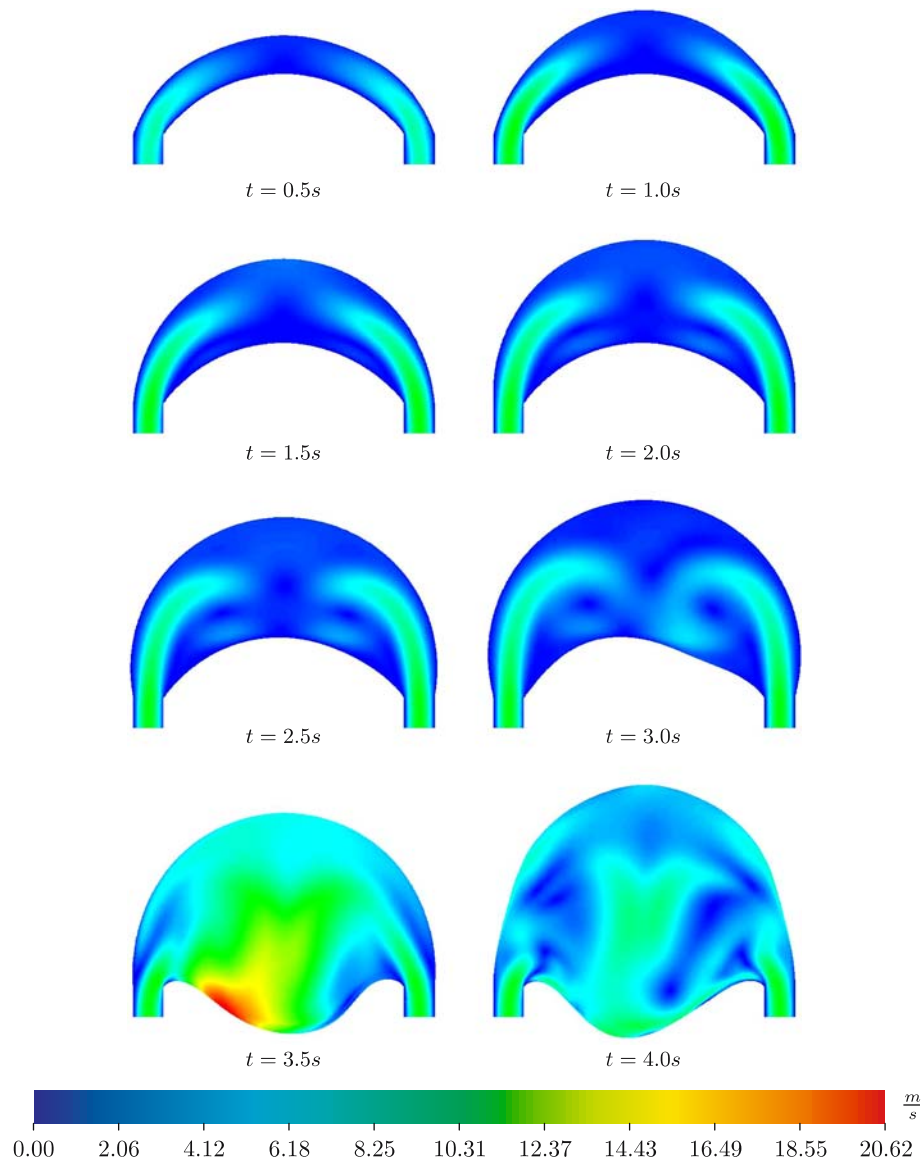 t = 0.5s
t = 1.0s
t = 1.5s
t = 2.0s
t = 2.5s
t = 3.0s
t = 3.5s
t = 4.0s
m/s
0.00 2.06 4.12 6.18 8.25 10.31 12.37 14.43 16.49 18.55 20.62